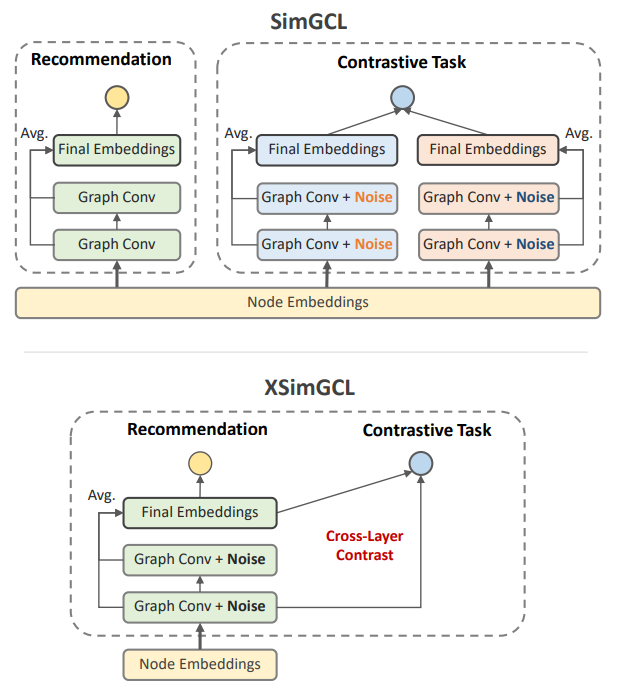 SimGCL
Recommendation
Contrastive Task
Avg.
Final Embeddings
Graph Conv
Graph Conv
Avg.
Final Embeddings
Graph Conv + Noise
Graph Conv + Noise
Avg.
Final Embeddings
Graph Conv + Noise
Graph Conv + Noise
Node Embeddings
XSimGCL
Recommendation
Contrastive Task
Avg.
Final Embeddings
Graph Conv + Noise
Graph Conv + Noise
Cross-Layer
Contrast
Node Embeddings